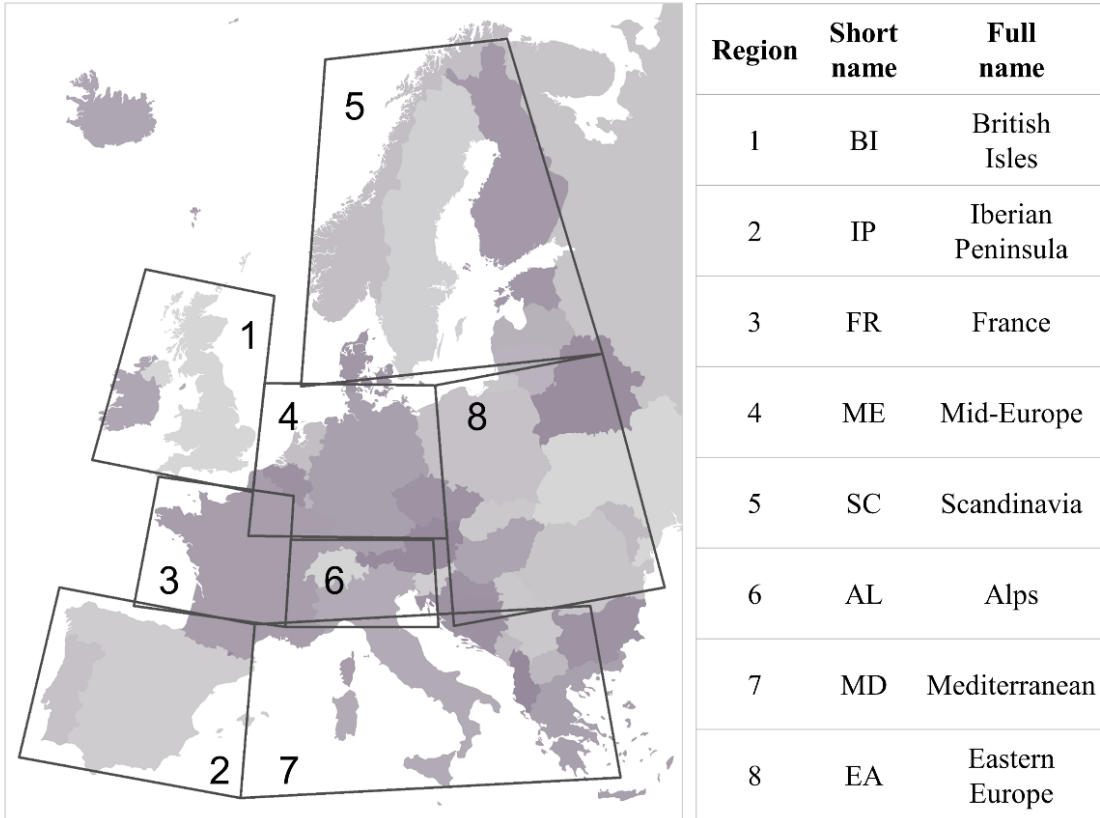 5
1
4
8
3
6
2
7
Region Short name Full name
1 BI British Isles
2 IP Iberian Peninsula
3 FR France
4 ME Mid-Europe
5 SC Scandinavia
6 AL Alps
7 MD Mediterranean
8 EA Eastern Europe